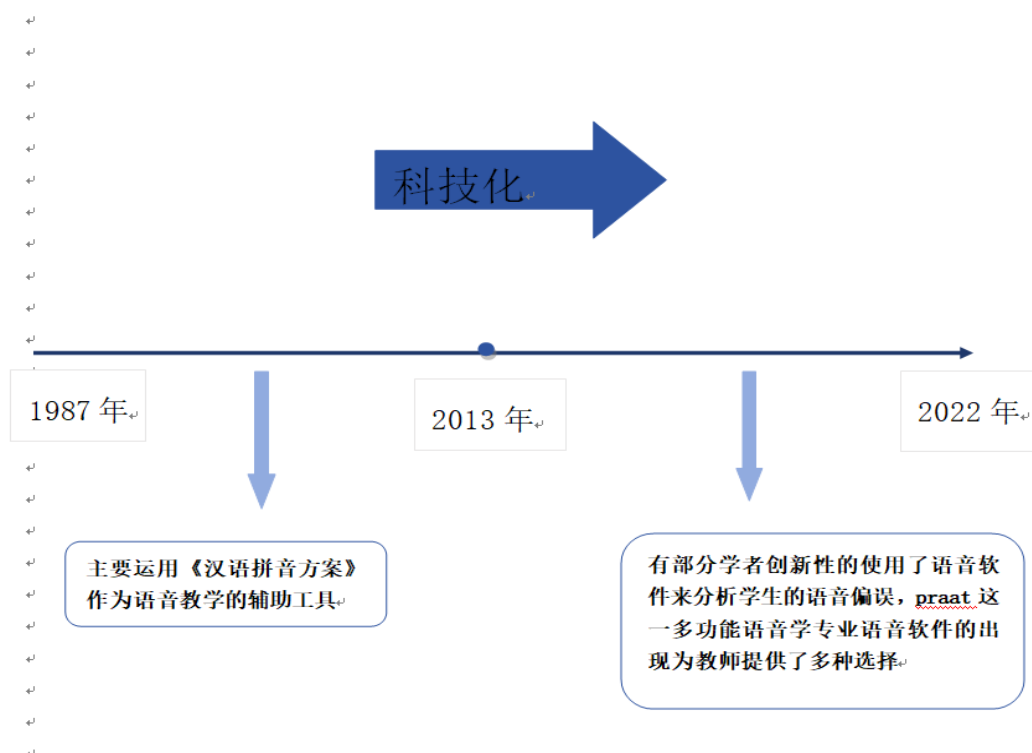 科技化
1987 年
2013 年
2022 年
主要运用《汉语拼音方案》
作为语音教学的辅助工具
有部分学者创新性的使用了语音软
件来分析学生的语音偏误，praat 这
一多功能语音学专业语音软件的出
现为教师提供了多种选择